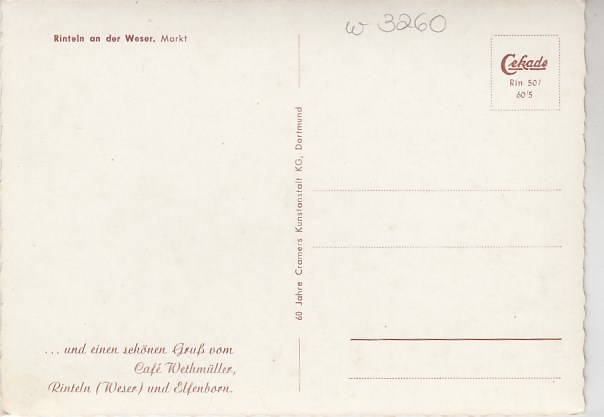 Rinteln an der Weser. Markt
w 3260
Cekade
Rin 507
60'5
60 Jahre Cramers Kunstanstalt KG, Dortmund
... und einen schönen Gruß vom
Café Wethmüller,
Rinteln (Weser) und Elfenborn.